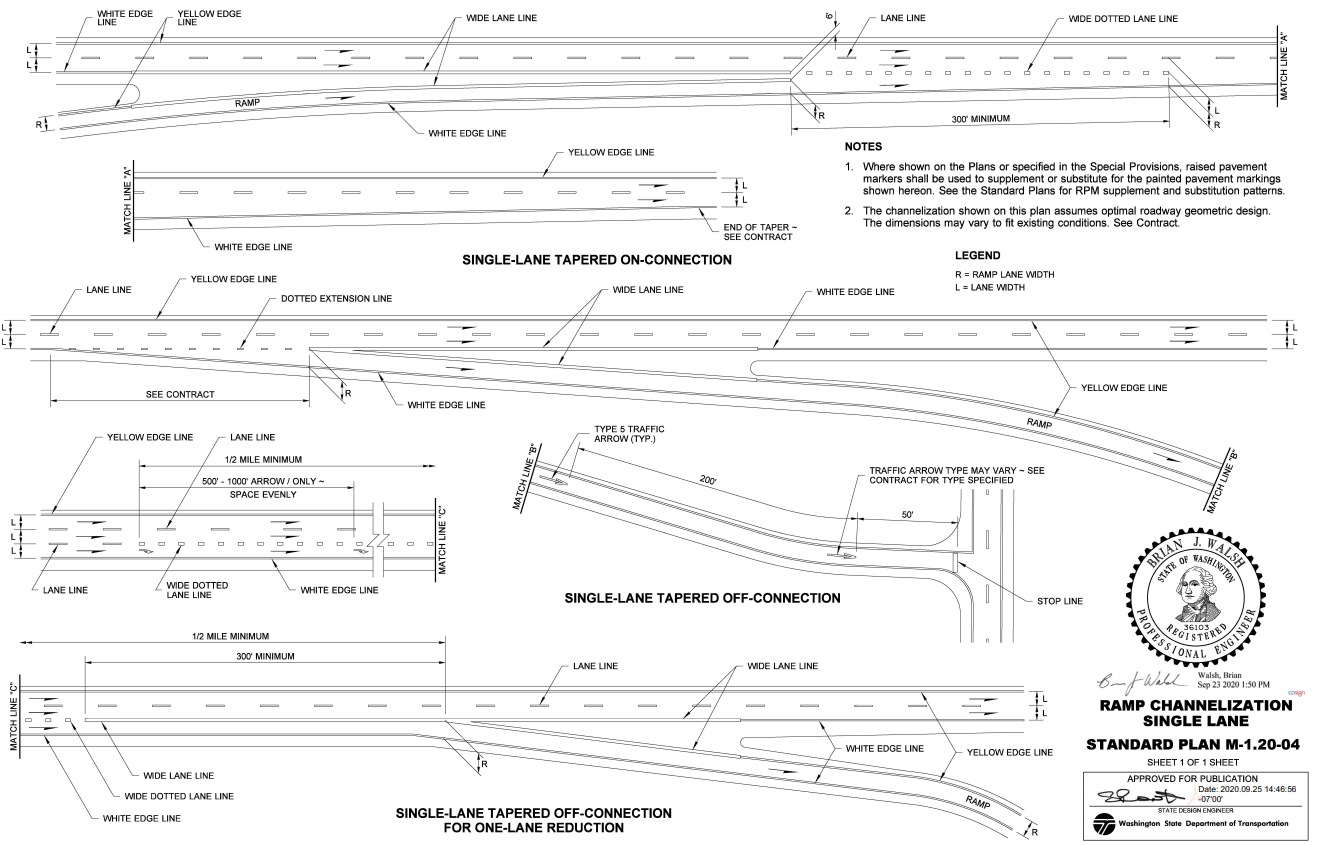 WHITE EDGE
LINE
YELLOW EDGE
LINE
WIDE LANE LINE
6'
LANE LINE
WIDE DOTTED LANE LINE
MATCH LINE "A"
L
L
RAMP
R
WHITE EDGE LINE
R
300' MINIMUM
L
R
YELLOW EDGE LINE
MATCH LINE "A"
L
L
END OF TAPER ~
SEE CONTRACT
WHITE EDGE LINE
SINGLE-LANE TAPERED ON-CONNECTION
NOTES
1. Where shown on the Plans or specified in the Special Provisions, raised pavement
markers shall be used to supplement or substitute for the painted pavement markings
shown hereon. See the Standard Plans for RPM supplement and substitution patterns.
2. The channelization shown on this plan assumes optimal roadway geometric design.
The dimensions may vary to fit existing conditions. See Contract.
LEGEND
R = RAMP LANE WIDTH
L = LANE WIDTH
LANE LINE
YELLOW EDGE LINE
DOTTED EXTENSION LINE
WIDE LANE LINE
WHITE EDGE LINE
L
L
L
L
SEE CONTRACT
R
WHITE EDGE LINE
YELLOW EDGE LINE
RAMP
MATCH LINE "B"
MATCH LINE "B"
TYPE 5 TRAFFIC
ARROW (TYP.)
200'
TRAFFIC ARROW TYPE MAY VARY ~ SEE
CONTRACT FOR TYPE SPECIFIED
50'
STOP LINE
SINGLE-LANE TAPERED OFF-CONNECTION
YELLOW EDGE LINE
LANE LINE
1/2 MILE MINIMUM
500' - 1000' ARROW / ONLY ~
SPACE EVENLY
L
L
L
MATCH LINE "C"
LANE LINE
WIDE DOTTED
LANE LINE
WHITE EDGE LINE
1/2 MILE MINIMUM
300' MINIMUM
LANE LINE
WIDE LANE LINE
MATCH LINE "C"
L
L
R
WHITE EDGE LINE
YELLOW EDGE LINE
WIDE LANE LINE
WIDE DOTTED LANE LINE
WHITE EDGE LINE
RAMP
R
SINGLE-LANE TAPERED OFF-CONNECTION
FOR ONE-LANE REDUCTION
BRIAN J. WALSH
STATE OF WASHINGTON
36103
REGISTERED
PROFESSIONAL ENGINEER
Brian J Walsh
Walsh, Brian
Sep 23 2020 1:50 PM
cosign
RAMP CHANNELIZATION
SINGLE LANE
STANDARD PLAN M-1.20-04
SHEET 1 OF 1 SHEET
APPROVED FOR PUBLICATION
Date: 2020.09.25 14:46:56
-07'00'
STATE DESIGN ENGINEER
Washington State Department of Transportation